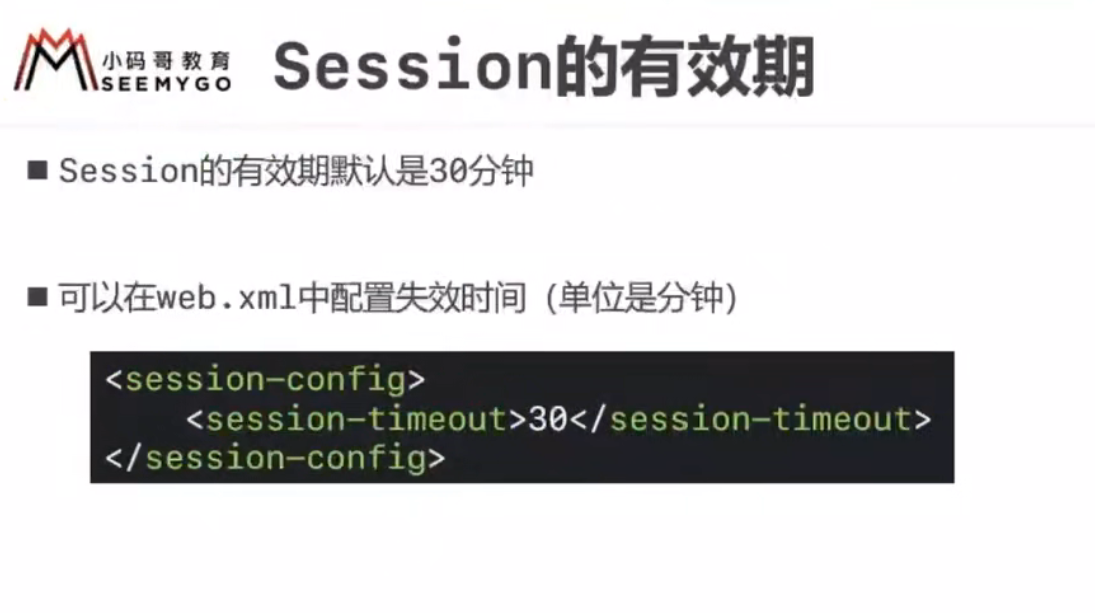 小码哥教育
SEEMYGO
Session的有效期
■ Session的有效期默认是30分钟
■ 可以在web.xml中配置失效时间（单位是分钟）
<session-config>
    <session-timeout>30</session-timeout>
</session-config>